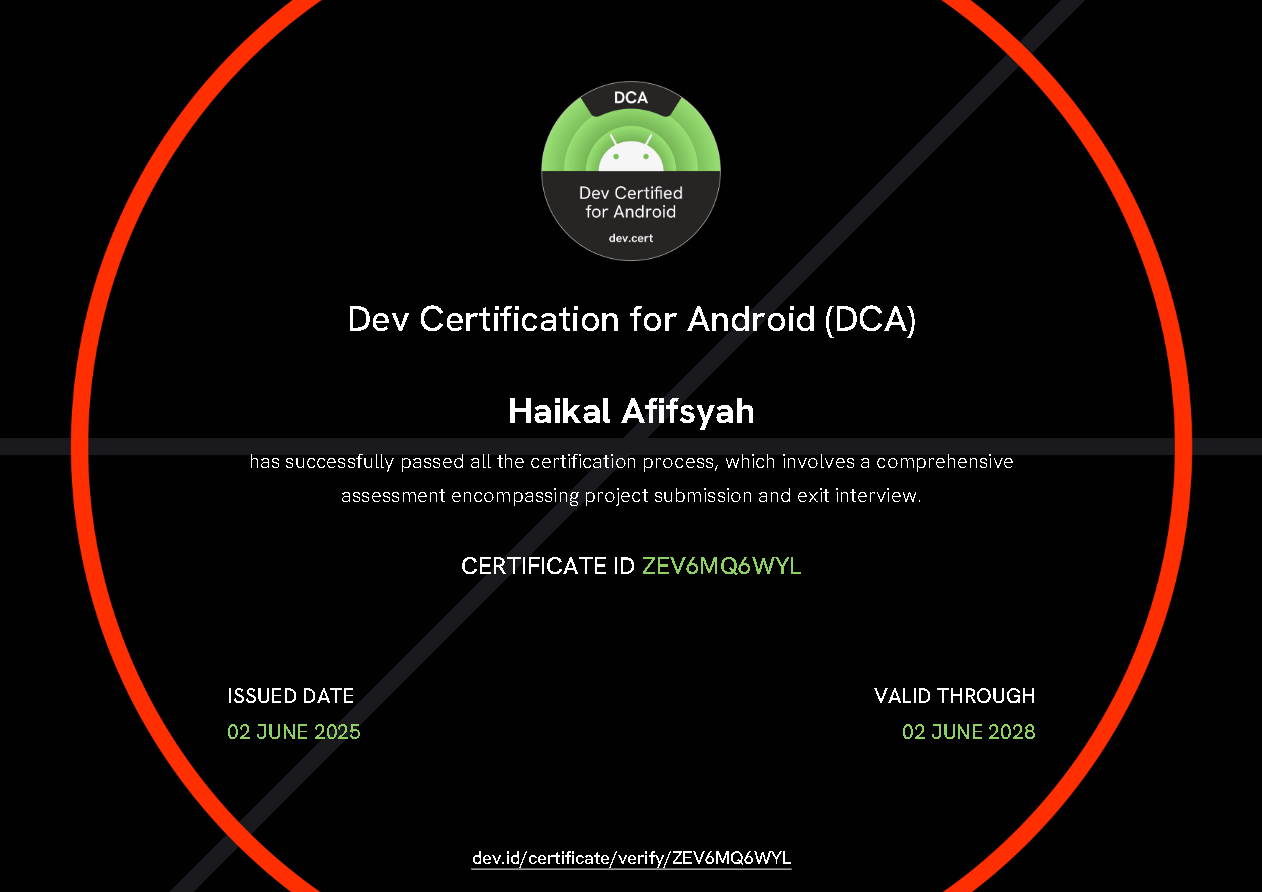 DCA
Dev Certified
for Android
dev.cert
Dev Certification for Android (DCA)
Haikal Afifsyah
has successfully passed all the certification process, which involves a comprehensive
assessment encompassing project submission and exit interview.
CERTIFICATE ID ZEV6MQ6WYL
ISSUED DATE
02 JUNE 2025
VALID THROUGH
02 JUNE 2028
dev.id/certificate/verify/ZEV6MQ6WYL